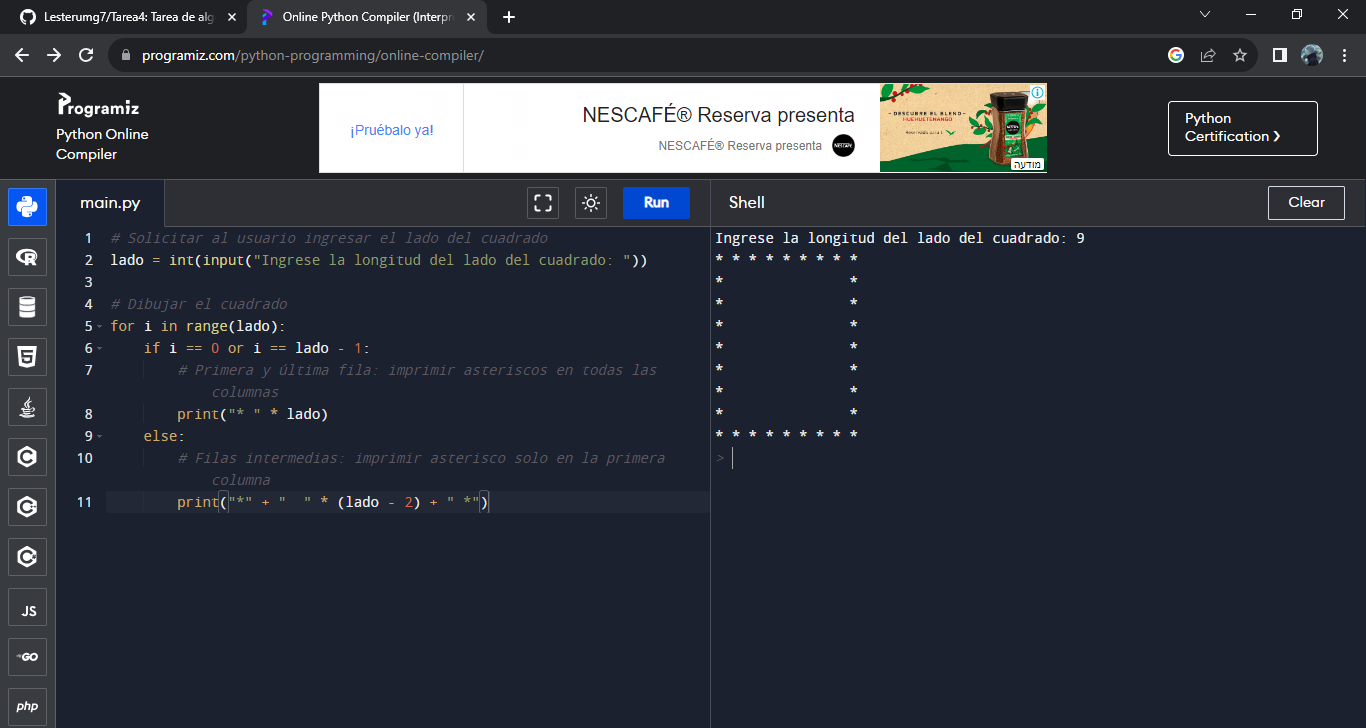 Lesterumg7/Tarea4: Tarea de alg
Online Python Compiler (Interpre
programiz.com/python-programming/online-compiler/
Programiz
Python Online
Compiler
¡Pruébalo ya!
NESCAFÉ® Reserva presenta
NESCAFÉ® Reserva presenta
NESCAFÉ
- DESCUBRE EL BLEND -
HUEHUETENANGO
מודעה
Python
Certification ❯
main.py
Run
Shell
Clear
1 # Solicitar al usuario ingresar el lado del cuadrado
2 lado = int(input("Ingrese la longitud del lado del cuadrado: "))
3
4 # Dibujar el cuadrado
5 for i in range(lado):
6     if i == 0 or i == lado - 1:
7         # Primera y última fila: imprimir asteriscos en todas las
columnas
8         print("* " * lado)
9     else:
10         # Filas intermedias: imprimir asterisco solo en la primera
columna
11         print("*" + "  " * (lado - 2) + " *")
Ingrese la longitud del lado del cuadrado: 9
* * * * * * * * *
*               *
*               *
*               *
*               *
*               *
*               *
*               *
* * * * * * * * *
>
JS
GO
php